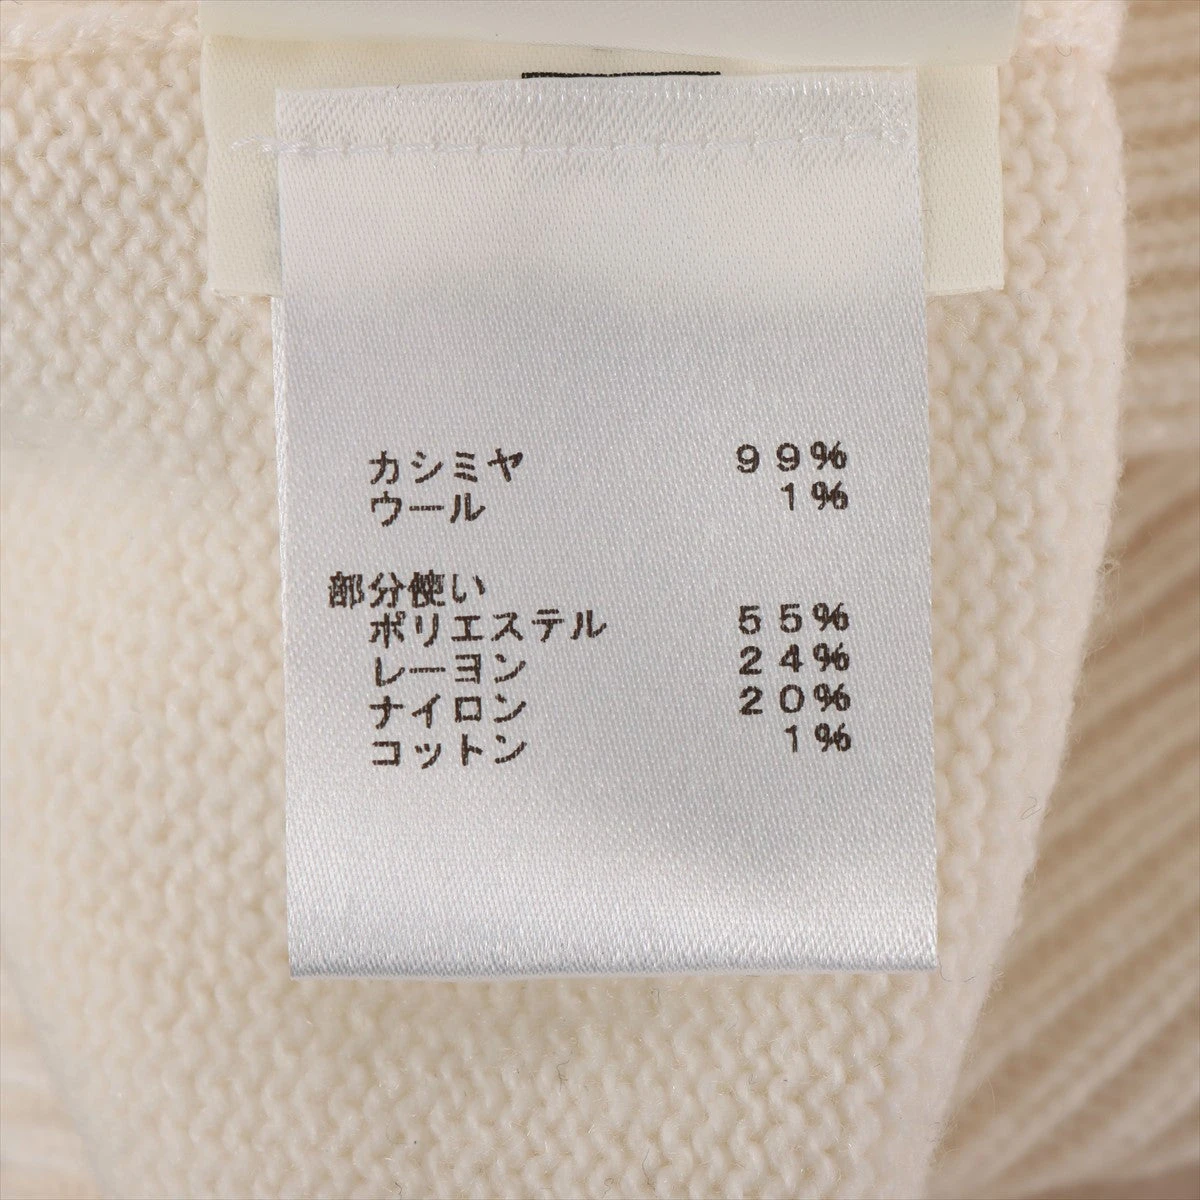 カシミヤ 99%
ウール 1%
部分使い
ポリエステル 55%
レーヨン 24%
ナイロン 20%
コットン 1%